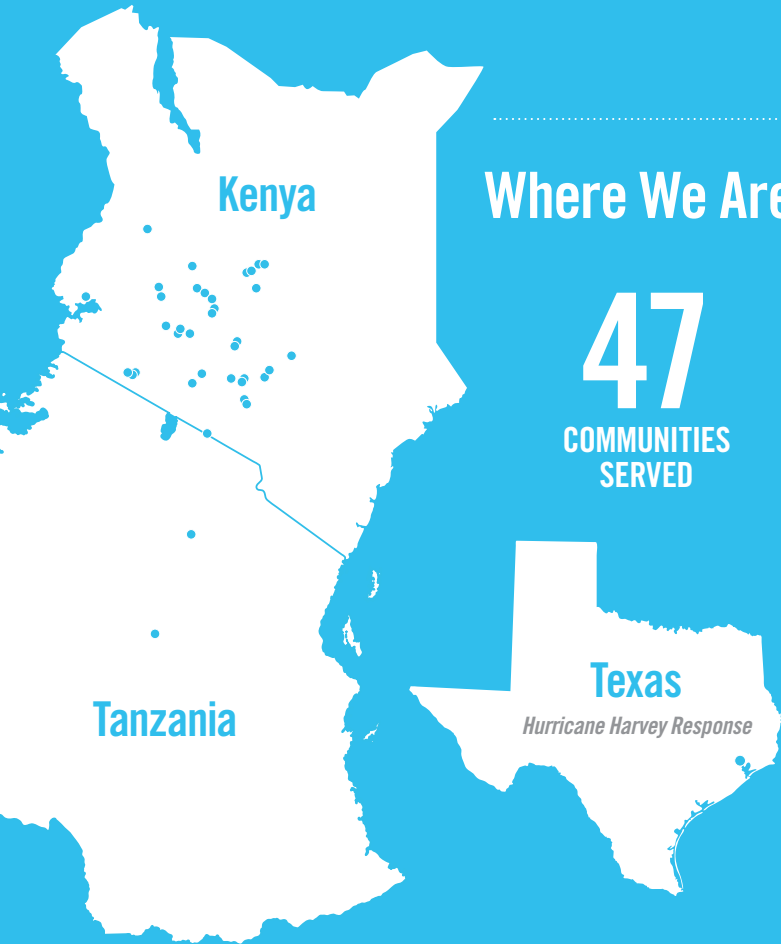 Kenya
Where We Are
47
COMMUNITIES
SERVED
Texas
Hurricane Harvey Response
Tanzania